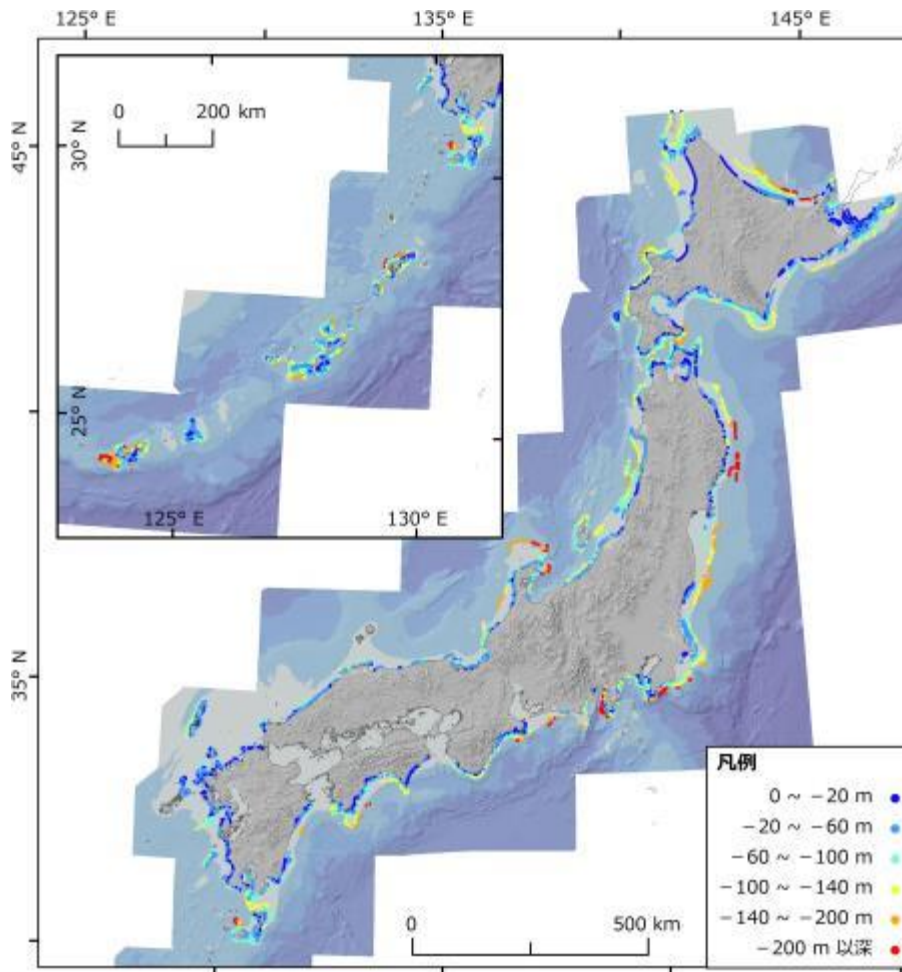 125° E
135° E
145° E
45° N
30° N
0
200 km
25° N
125° E
130° E
35° N
0
500 km
凡例
0 ~ −20 m
−20 ~ −60 m
−60 ~ −100 m
−100 ~ −140 m
−140 ~ −200 m
−200 m 以深